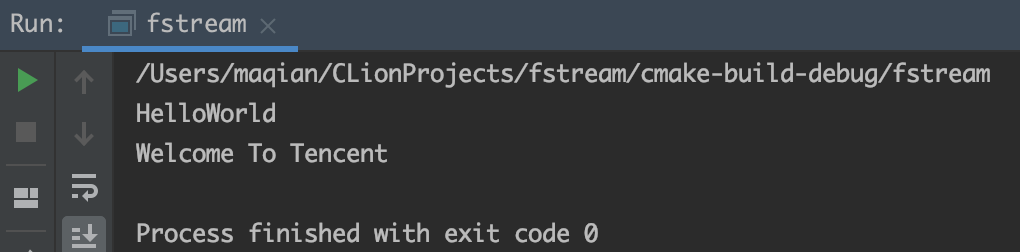 Run: fstream
/Users/maqian/CLionProjects/fstream/cmake-build-debug/fstream
HelloWorld
Welcome To Tencent
Process finished with exit code 0